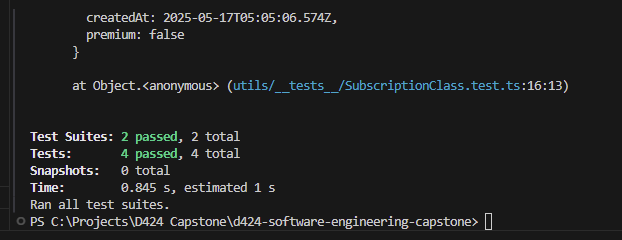 createdAt: 2025-05-17T05:05:06.574Z,
premium: false
}
at Object.<anonymous> (utils/__tests__/SubscriptionClass.test.ts:16:13)
Test Suites: 2 passed, 2 total
Tests:       4 passed, 4 total
Snapshots:   0 total
Time:        0.845 s, estimated 1 s
Ran all test suites.
PS C:\Projects\D424 Capstone\d424-software-engineering-capstone>